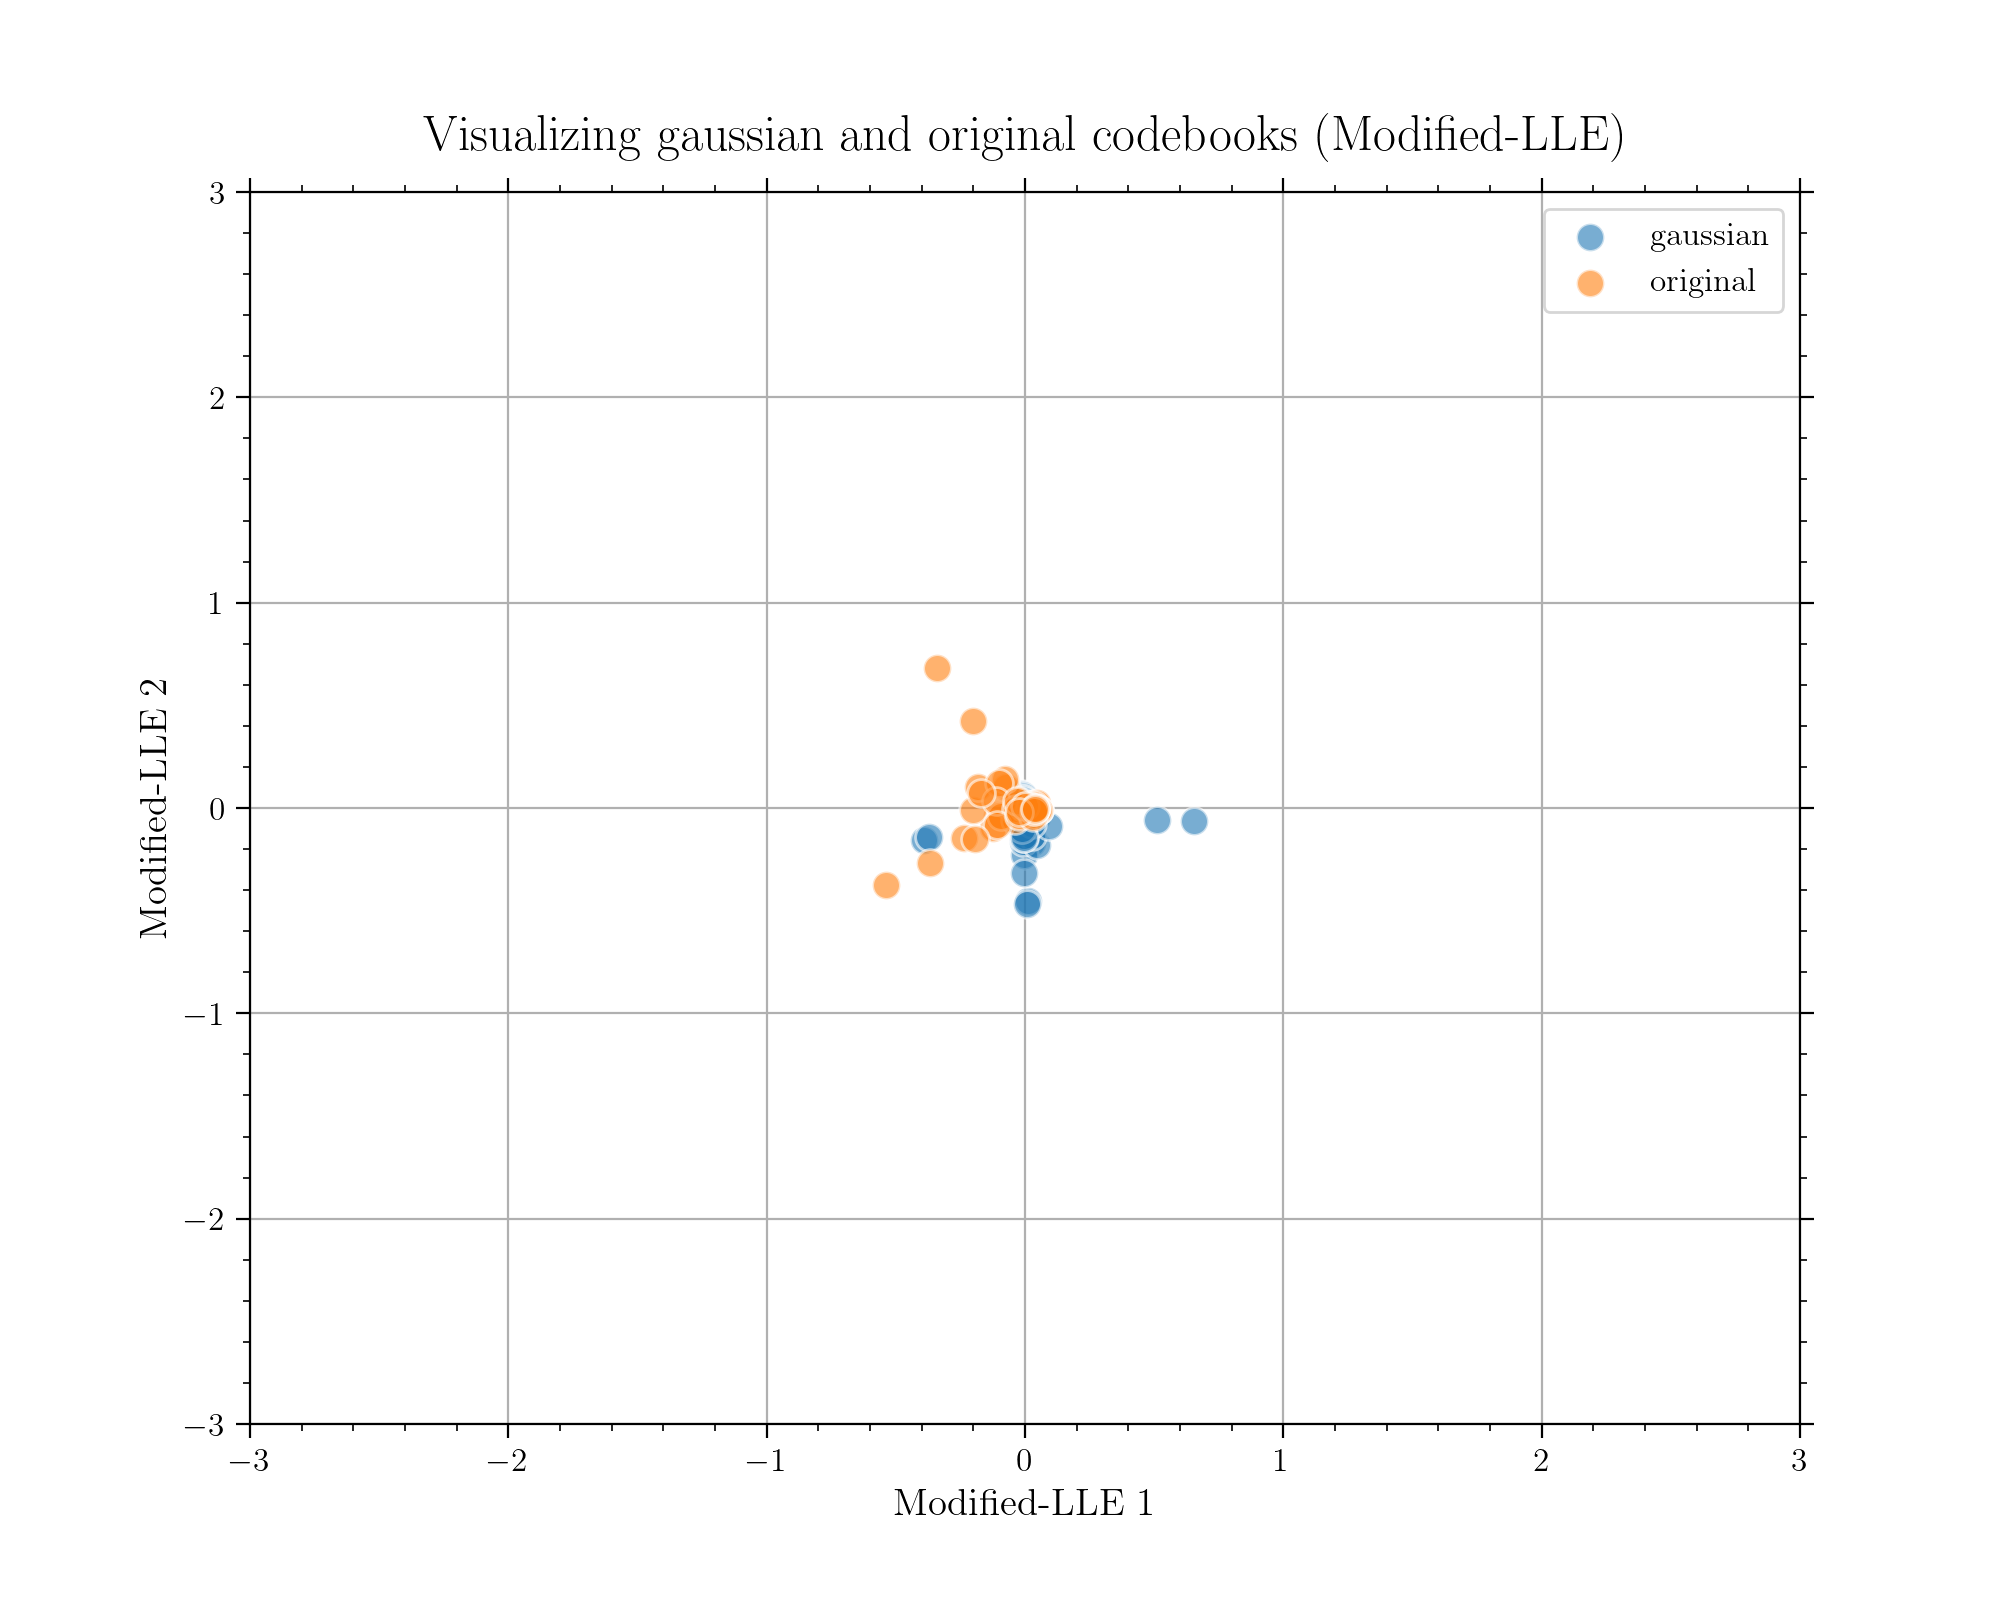 Visualizing gaussian and original codebooks (Modified-LLE)
gaussian
original
3
2
1
0
−1
−2
−3
Modified-LLE 2
−3
−2
−1
0
1
2
3
Modified-LLE 1